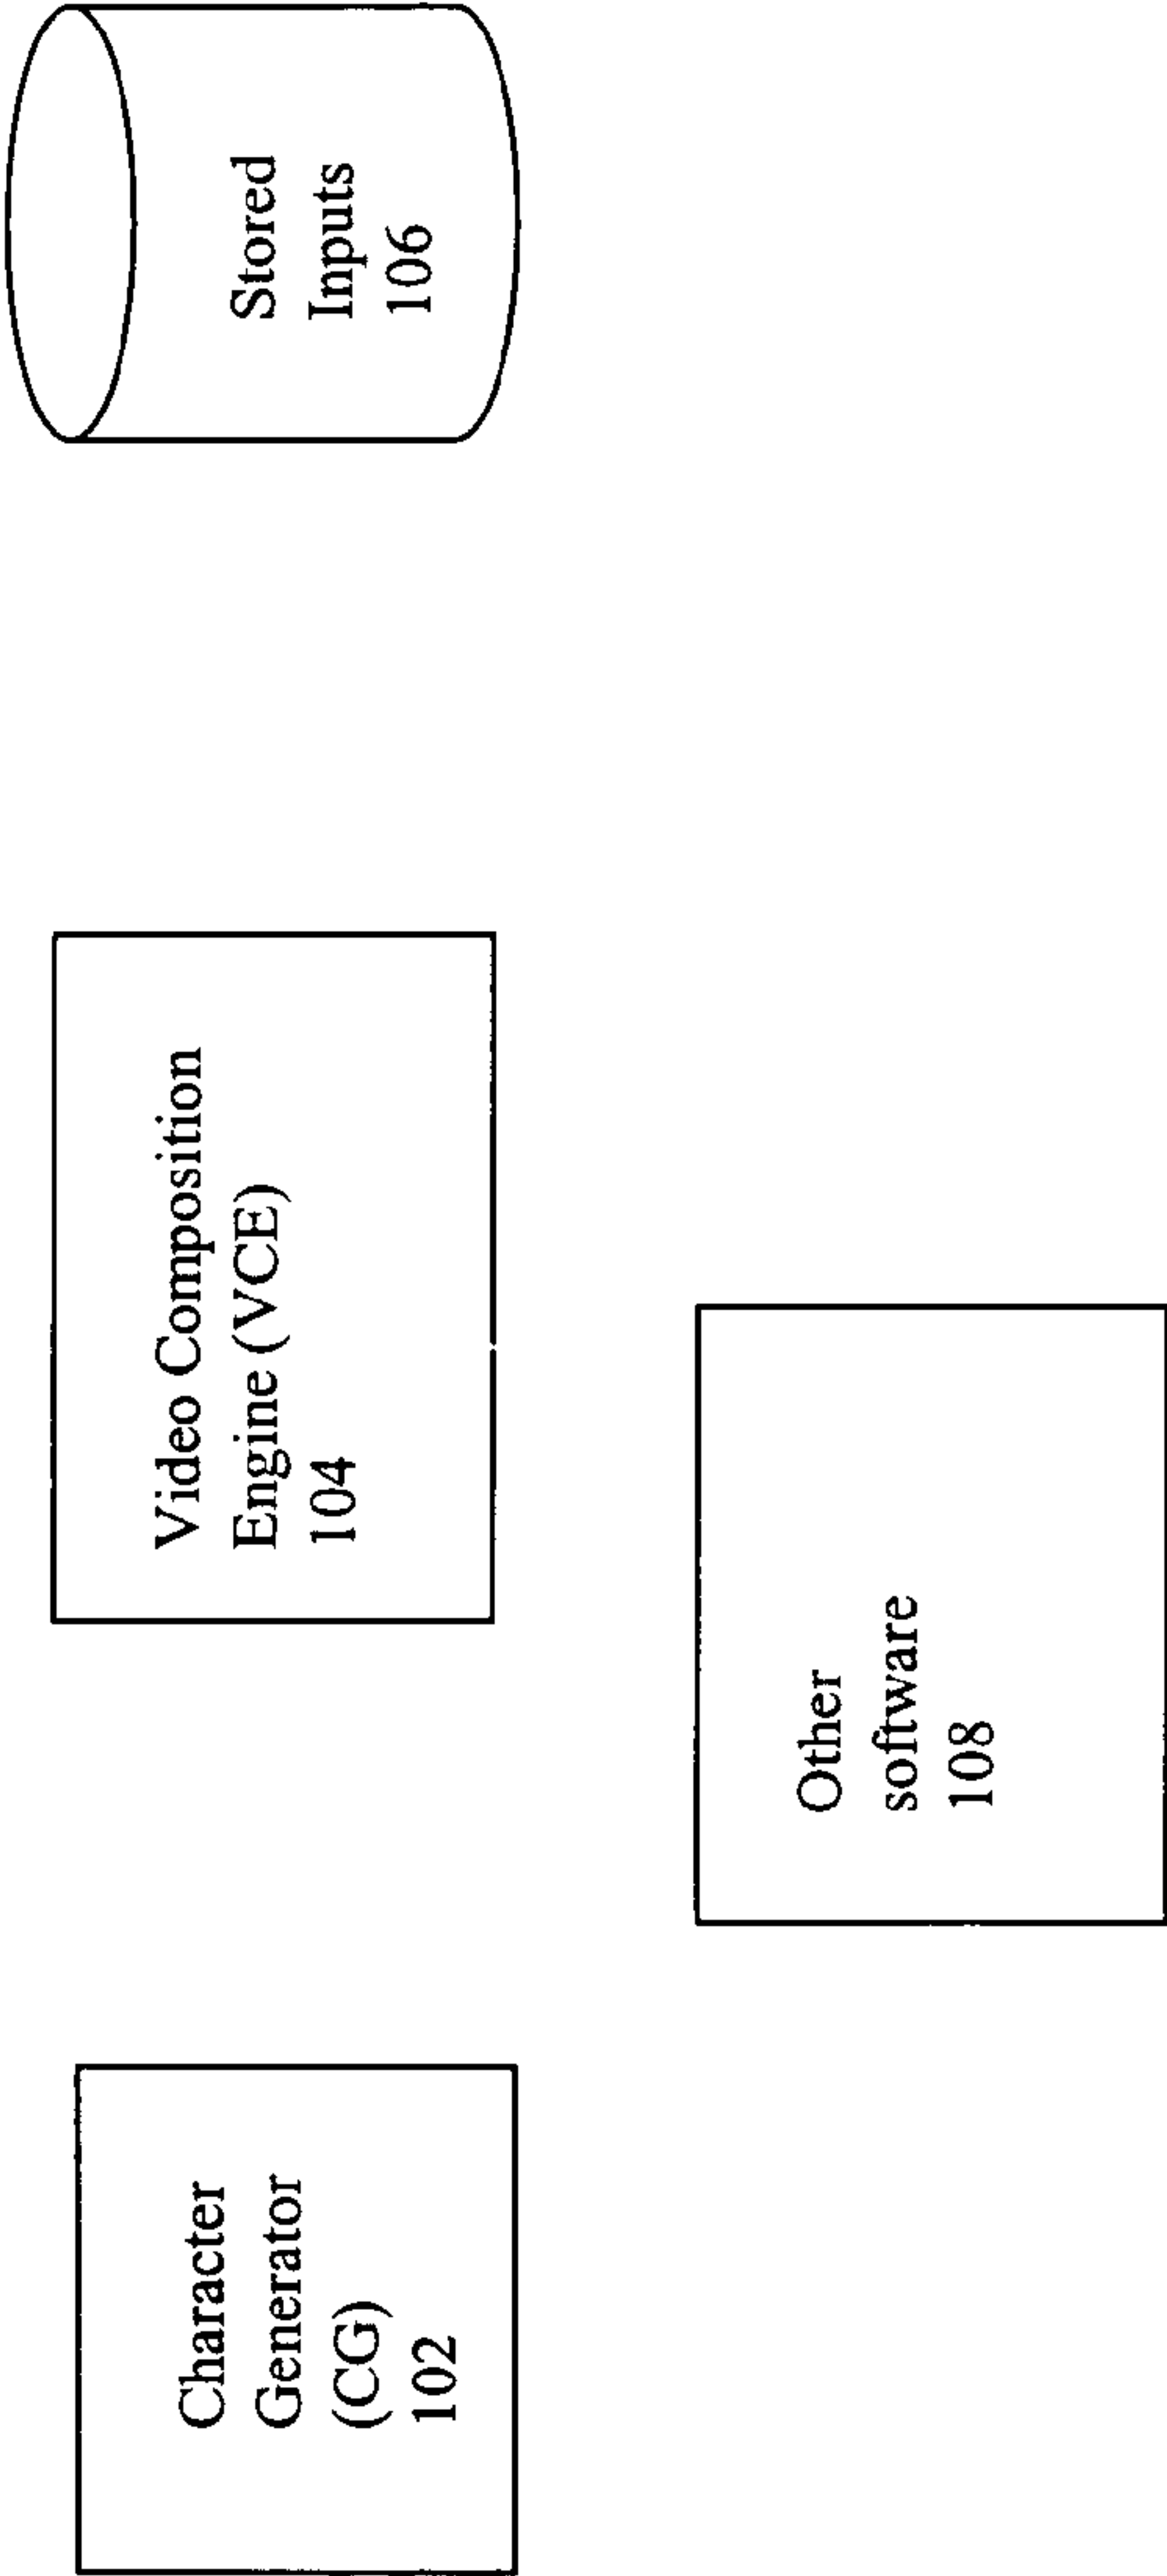 Character
Generator
(CG)
102
Video Composition
Engine (VCE)
104
Stored
Inputs
106
Other
software
108